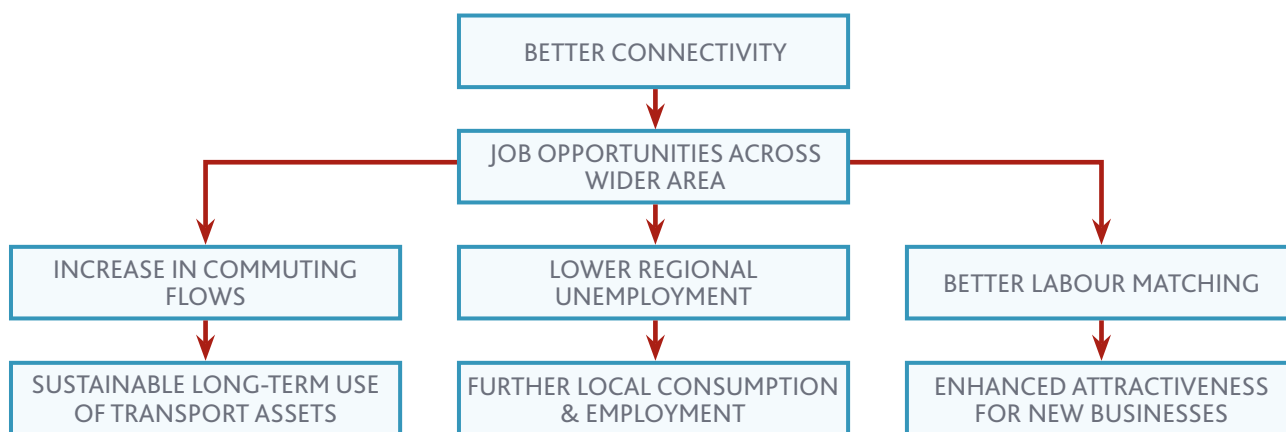 BETTER CONNECTIVITY
JOB OPPORTUNITIES ACROSS
WIDER AREA
INCREASE IN COMMUTING
FLOWS
LOWER REGIONAL
UNEMPLOYMENT
BETTER LABOUR MATCHING
SUSTAINABLE LONG-TERM USE
OF TRANSPORT ASSETS
FURTHER LOCAL CONSUMPTION
& EMPLOYMENT
ENHANCED ATTRACTIVENESS
FOR NEW BUSINESSES